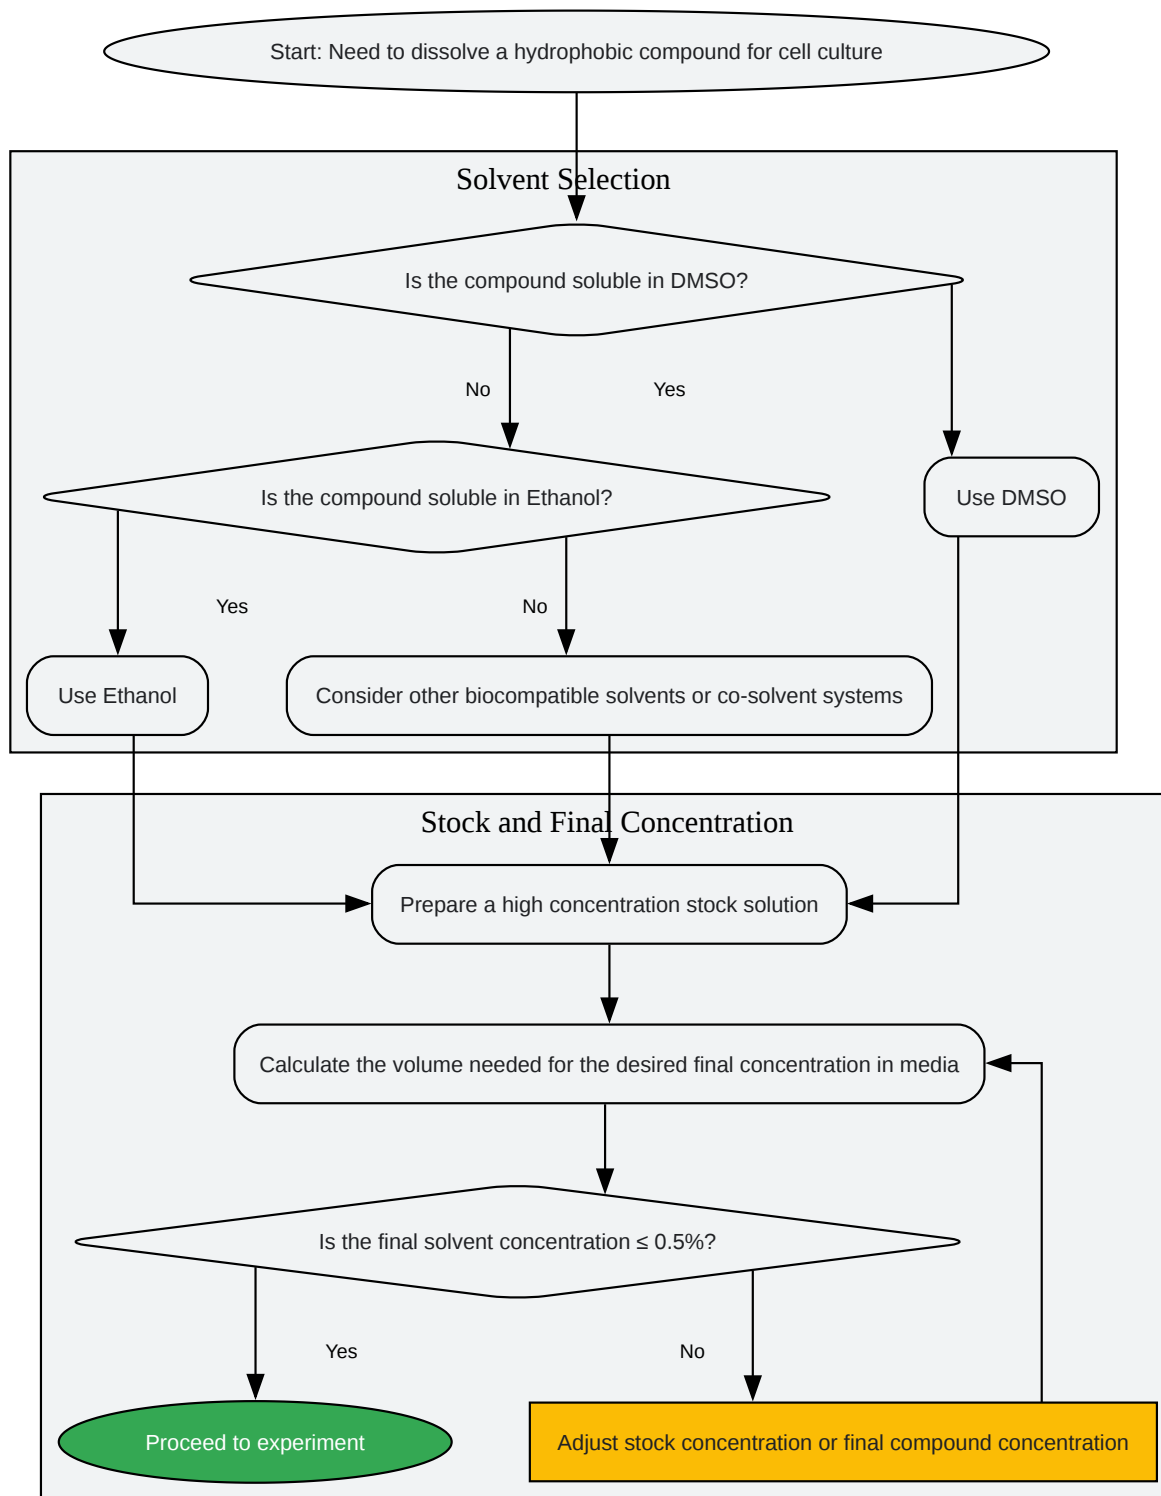 Start: Need to dissolve a hydrophobic compound for cell culture
Solvent Selection
Is the compound soluble in DMSO?
No
Yes
Is the compound soluble in Ethanol?
Use DMSO
Yes
No
Use Ethanol
Consider other biocompatible solvents or co-solvent systems
Stock and Final Concentration
Prepare a high concentration stock solution
Calculate the volume needed for the desired final concentration in media
Is the final solvent concentration ≤ 0.5%?
Yes
No
Proceed to experiment
Adjust stock concentration or final compound concentration